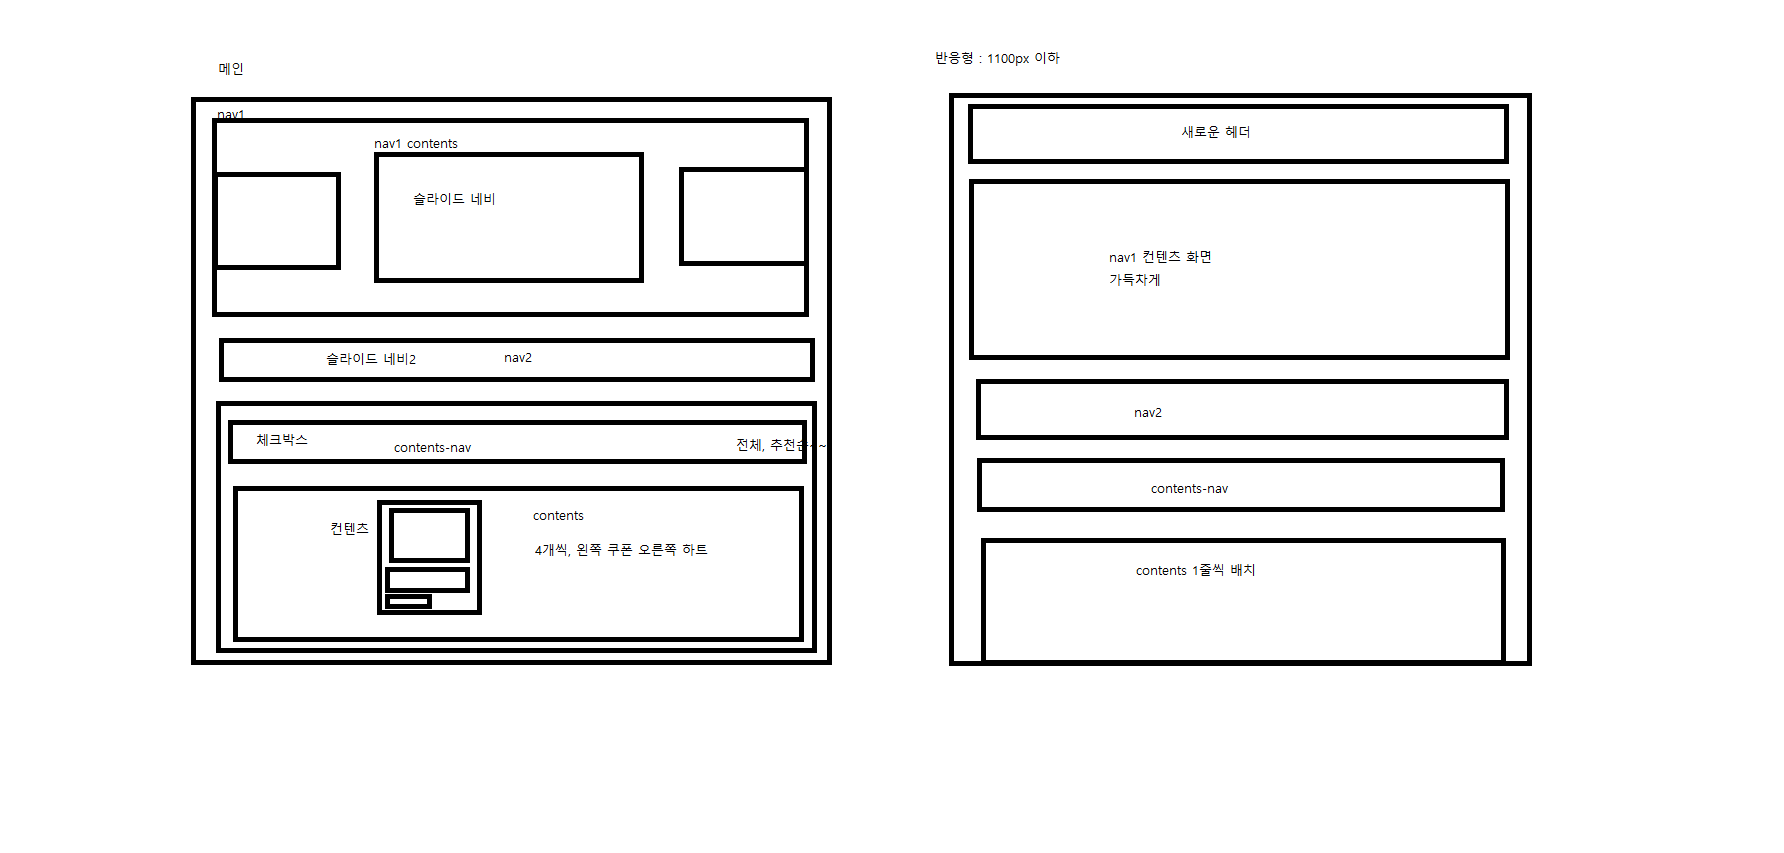 메인
nav1
nav1 contents
슬라이드 네비
슬라이드 네비2
nav2
체크박스
contents-nav
전체, 추천순~~
컨텐츠
contents
4개씩, 왼쪽 쿠폰 오른쪽 하트
반응형 : 1100px 이하
새로운 헤더
nav1 컨텐츠 화면
가득차게
nav2
contents-nav
contents 1줄씩 배치